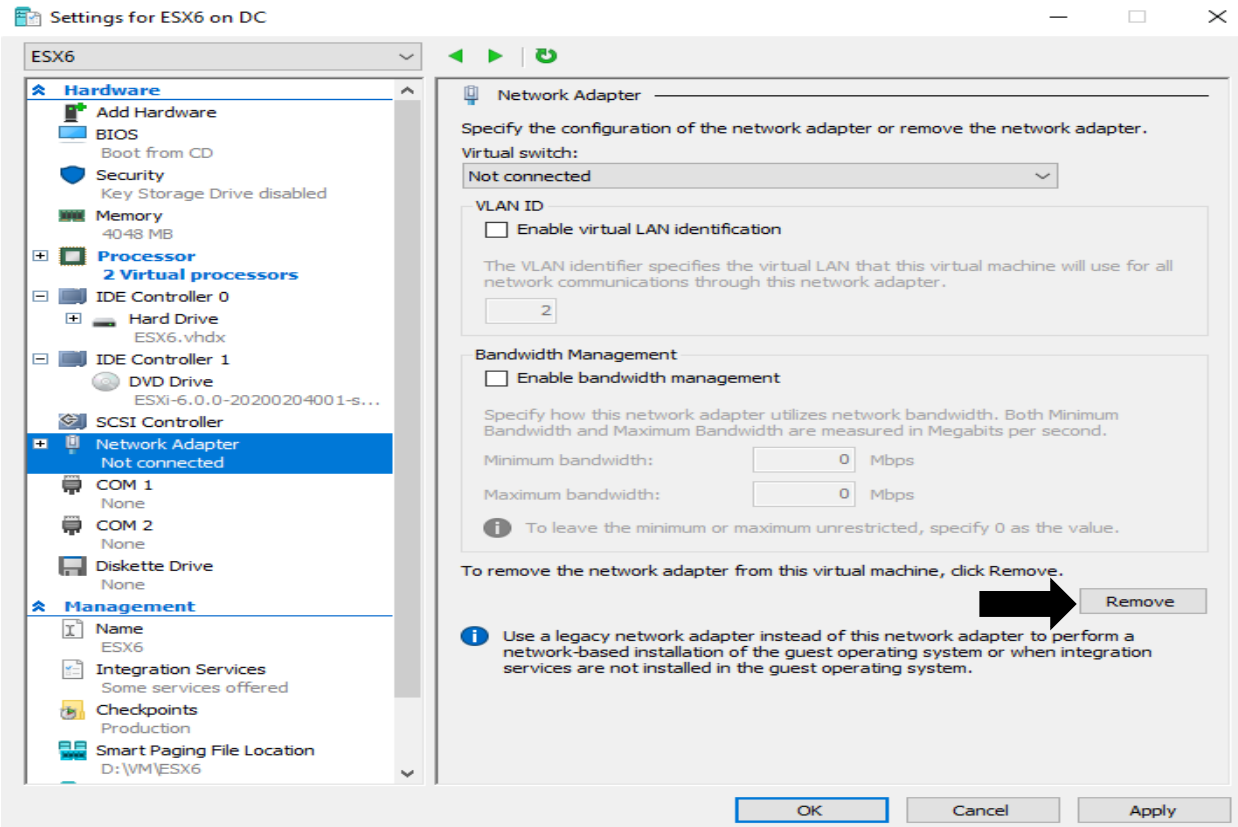 Settings for ESX6 on DC
ESX6
Hardware
Add Hardware
BIOS
Boot from CD
Security
Key Storage Drive disabled
Memory
4048 MB
Processor
2 Virtual processors
IDE Controller 0
Hard Drive
ESX6.vhdx
IDE Controller 1
DVD Drive
ESXi-6.0.0-20200204001-s...
SCSI Controller
Network Adapter
Not connected
COM 1
None
COM 2
None
Diskette Drive
None
Management
Name
ESX6
Integration Services
Some services offered
Checkpoints
Production
Smart Paging File Location
D:\VM\ESX6
Network Adapter
Specify the configuration of the network adapter or remove the network adapter.
Virtual switch:
Not connected
VLAN ID
Enable virtual LAN identification
The VLAN identifier specifies the virtual LAN that this virtual machine will use for all
network communications through this network adapter.
2
Bandwidth Management
Enable bandwidth management
Specify how this network adapter utilizes network bandwidth. Both Minimum
Bandwidth and Maximum Bandwidth are measured in Megabits per second.
Minimum bandwidth: 0 Mbps
Maximum bandwidth: 0 Mbps
To leave the minimum or maximum unrestricted, specify 0 as the value.
To remove the network adapter from this virtual machine, click Remove.
Remove
Use a legacy network adapter instead of this network adapter to perform a
network-based installation of the guest operating system or when integration
services are not installed in the guest operating system.
OK Cancel Apply